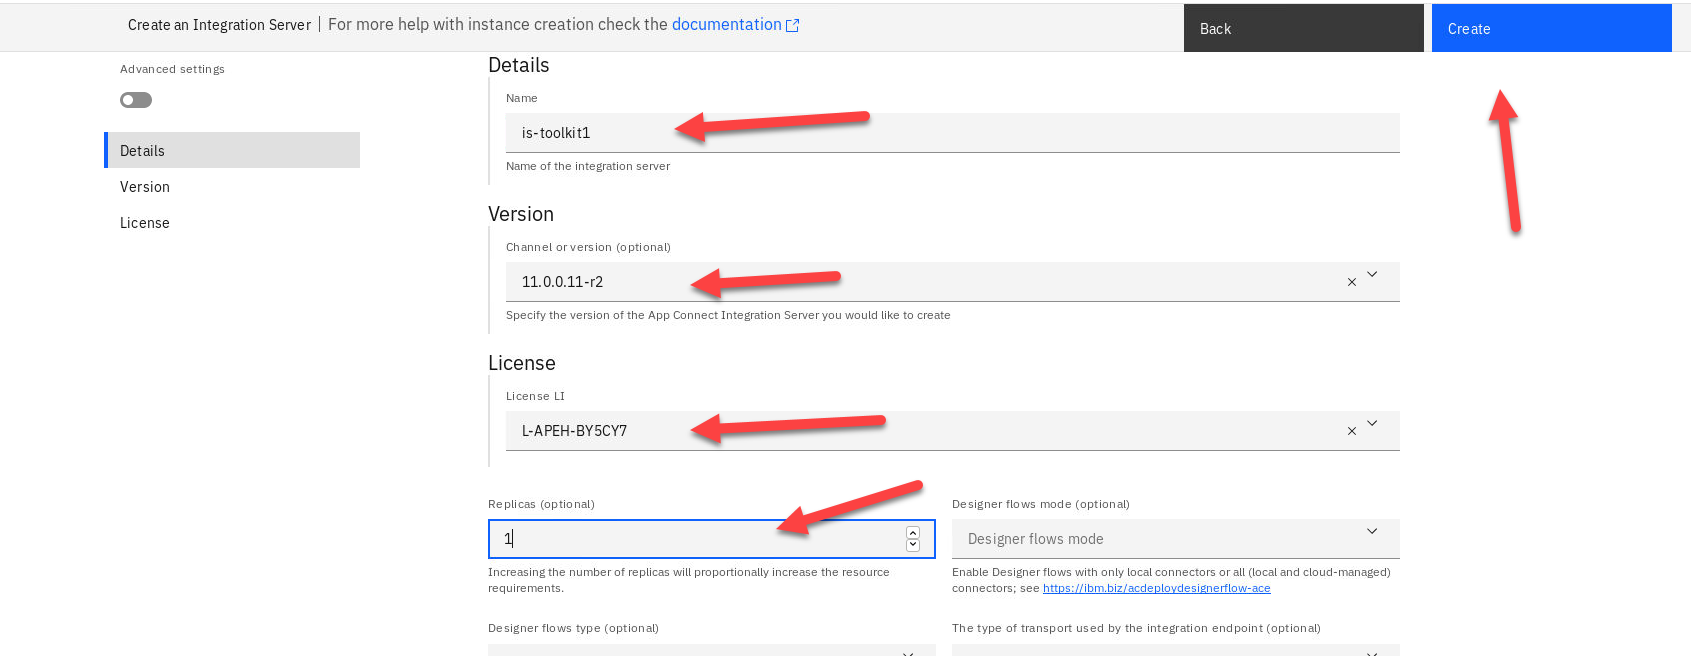 Create an Integration Server | For more help with instance creation check the documentation
Back
Create
Advanced settings
Details
Version
License
Details
Name
is-toolkit1
Name of the integration server
Version
Channel or version (optional)
11.0.0.11-r2
Specify the version of the App Connect Integration Server you would like to create
License
License LI
L-APEH-BY5CY7
Replicas (optional)
1
Increasing the number of replicas will proportionally increase the resource
requirements.
Designer flows mode (optional)
Designer flows mode
Enable Designer flows with only local connectors or all (local and cloud-managed)
connectors; see https://ibm.biz/acdeploydesignerflow-ace
Designer flows type (optional)
The type of transport used by the integration endpoint (optional)